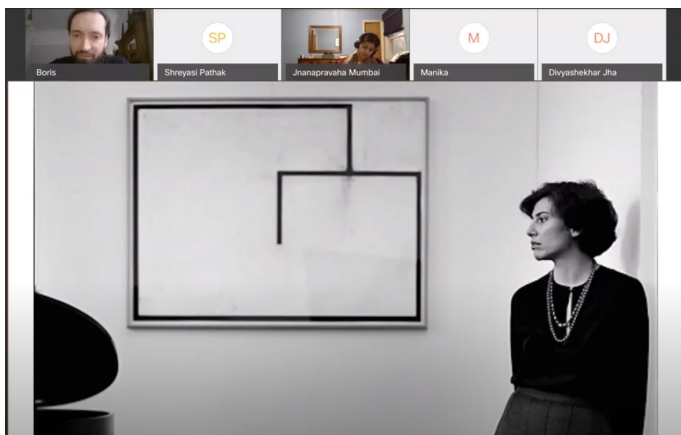 SP
M
DJ
Boris
Shreyasi Pathak
Jnanapravaha Mumbai
Manika
Divyashekhar Jha